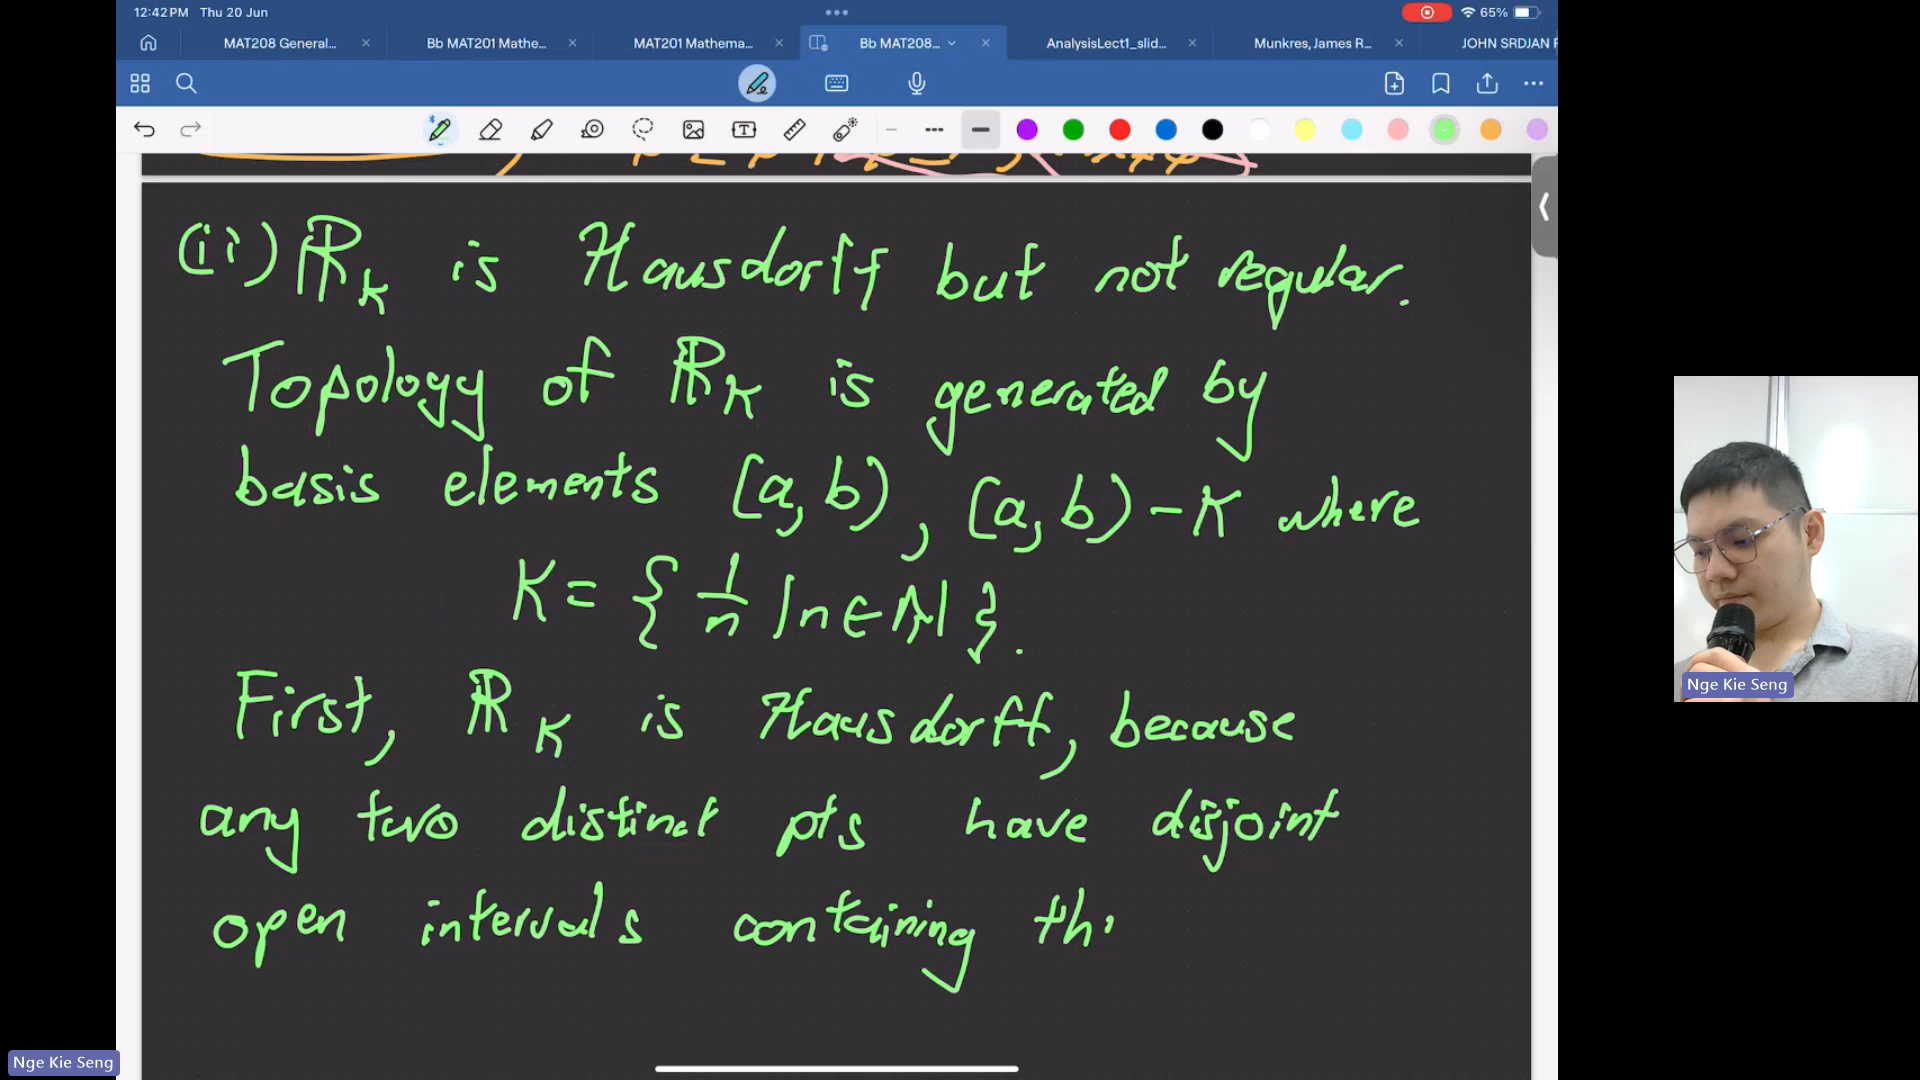 12:42 PM Thu 20 Jun
65%
MAT208 General...
Bb MAT201 Mathe...
MAT201 Mathema...
Bb MAT208...
AnalysisLect1_slid...
Munkres, James R...
JOHN SRDJAN P
(ii) ℝ_K is Hausdorff but not regular.
Topology of ℝ_K is generated by
basis elements (a, b), (a, b) - K where
K = { 1/n | n ∈ ℕ }.
First, ℝ_K is Hausdorff, because
any two distinct pts have disjoint
open intervals containing th
Nge Kie Seng
Nge Kie Seng